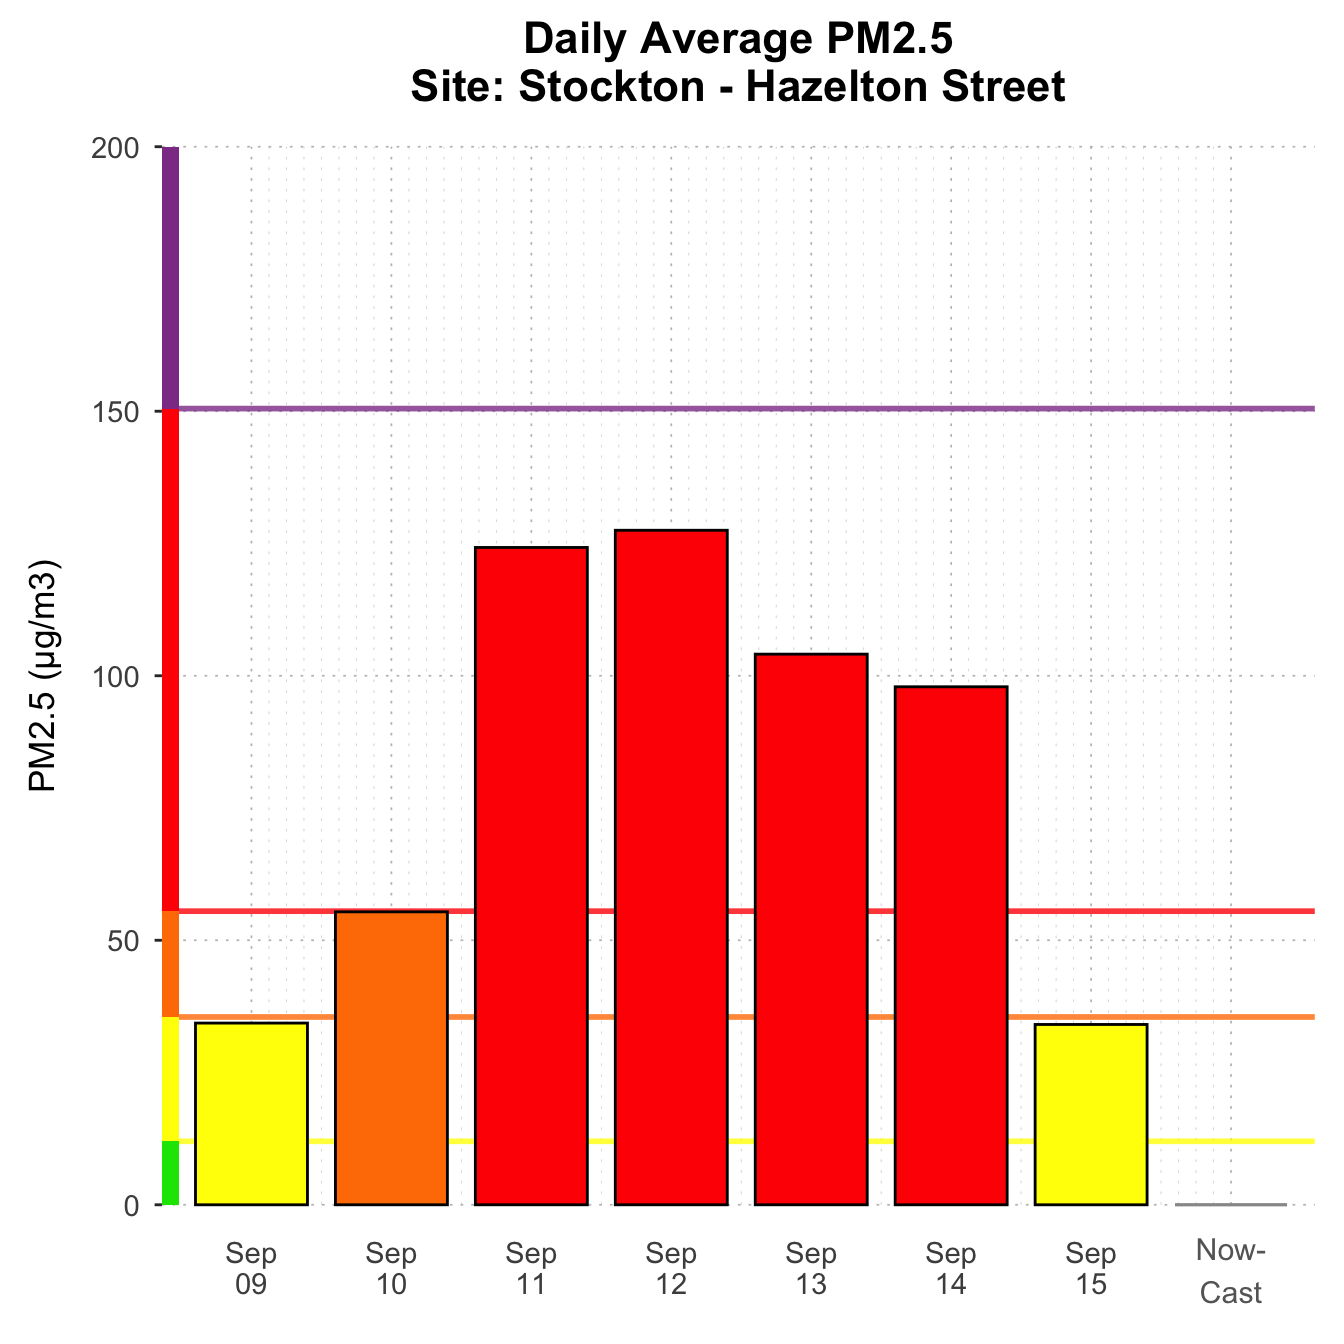 Daily Average PM2.5
Site: Stockton - Hazelton Street
PM2.5 (µg/m3)
200
150
100
50
0
Sep 09
Sep 10
Sep 11
Sep 12
Sep 13
Sep 14
Sep 15
Now-
Cast